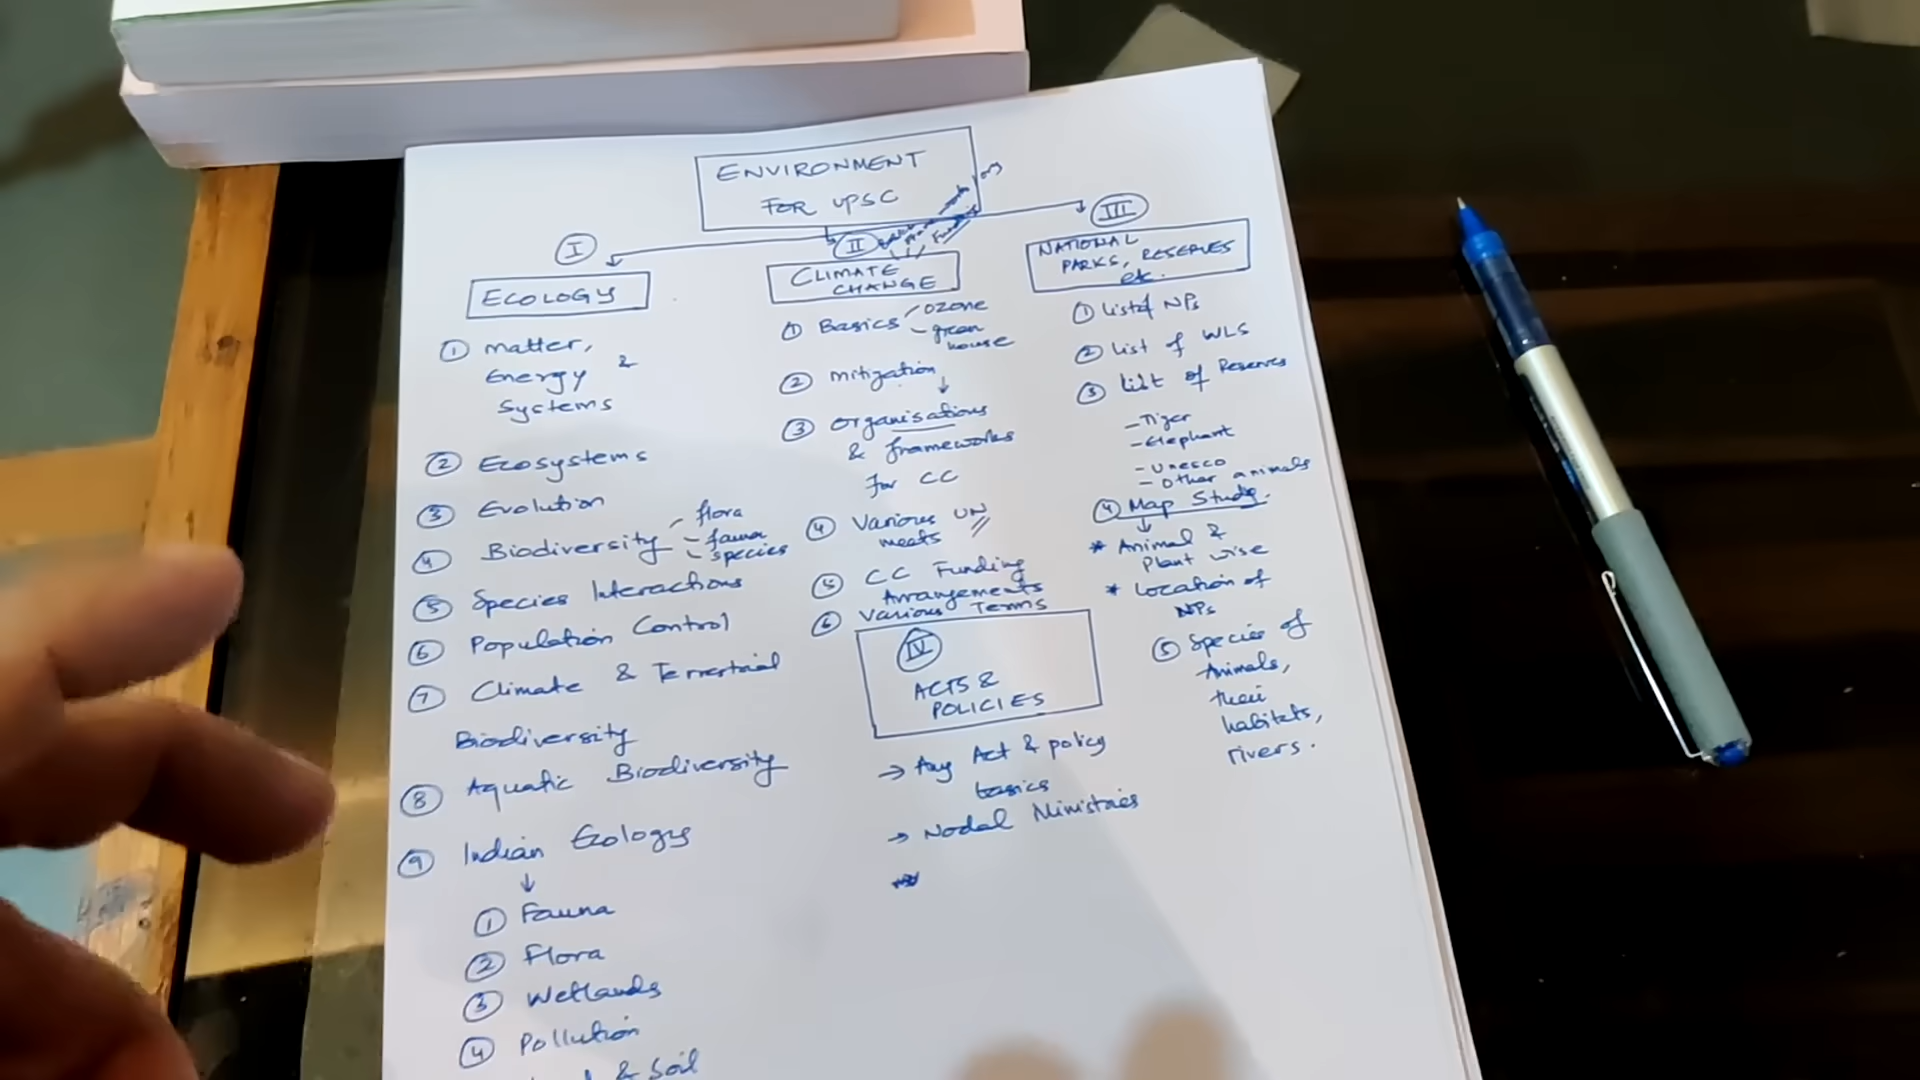 ENVIRONMENT
FOR UPSC
I
ECOLOGY
① Matter,
Energy &
Systems
② Ecosystems
③ Evolution
④ Biodiversity - flora
- fauna
- species
⑤ Species Interactions
⑥ Population Control
⑦ Climate & Terrestrial
Biodiversity
⑧ Aquatic Biodiversity
⑨ Indian Ecology
↓
① Fauna
② Flora
③ Wetlands
④ Pollution
& Soil
II
CLIMATE
CHANGE
① Basics - ozone
- green
house
② Mitigation
↓
③ Organisations
& frameworks
for CC
④ Various UN
meets
⑤ CC Funding
Arrangements
⑥ Various Terms
III
NATIONAL
PARKS, RESERVES
etc.
① List of NPs
② List of WLS
③ List of Reserves
- Tiger
- Elephant
- Unesco
- Other animals
④ Map Study.
↓
* Animal &
Plant wise
* Location of
NPs
⑤ Species of
Animals,
their
habitats,
rivers.
IV
ACTS &
POLICIES
→ Any Act & policy
basics
→ Nodal Ministries